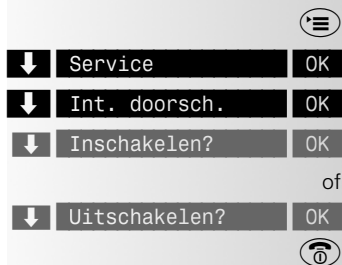 Service OK
Int. doorsch. OK
Inschakelen? OK
of
Uitschakelen? OK